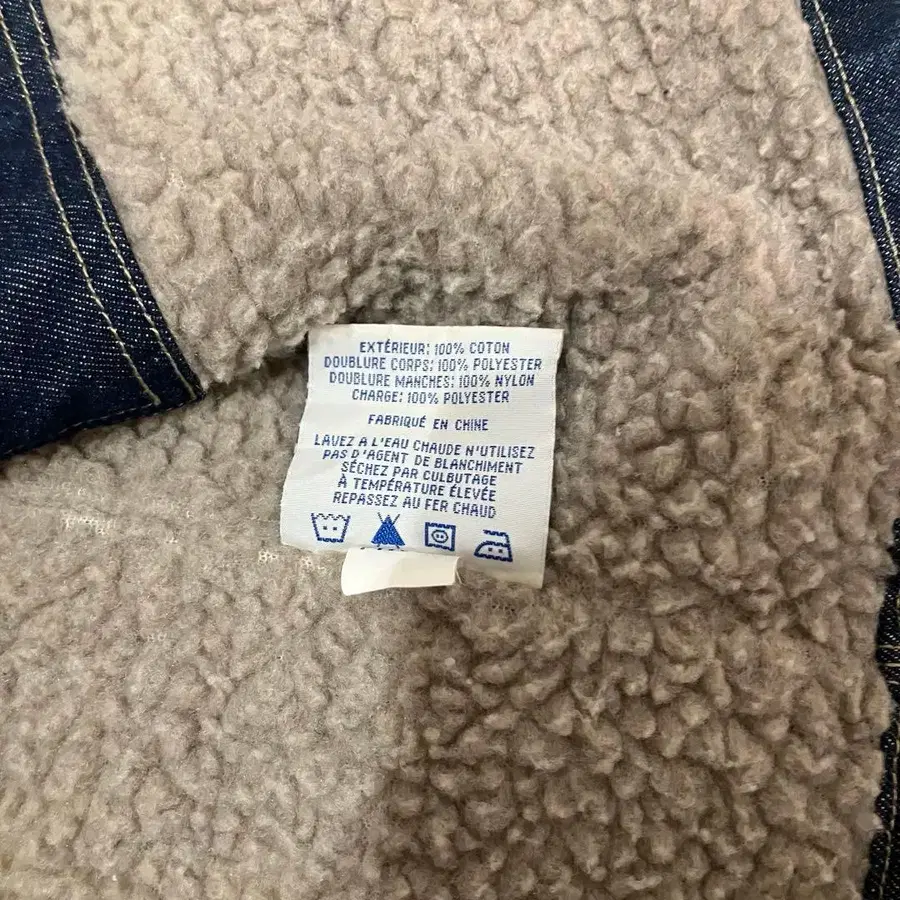 EXTÉRIEUR: 100% COTON
DOUBLURE CORPS: 100% POLYESTER
DOUBLURE MANCHES: 100% NYLON
CHARGE: 100% POLYESTER
FABRIQUÉ EN CHINE
LAVEZ A L'EAU CHAUDE N'UTILISEZ
PAS D'AGENT DE BLANCHIMENT
SÉCHEZ PAR CULBUTAGE
À TEMPÉRATURE ÉLEVÉE
REPASSEZ AU FER CHAUD